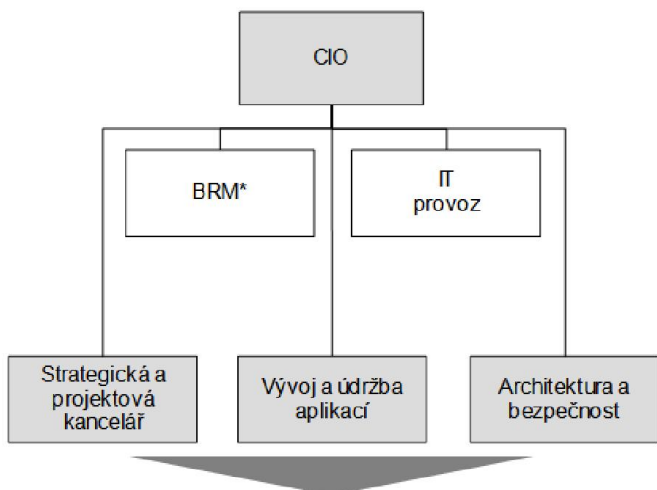 CIO
BRM*
IT
provoz
Strategická a
projektová
kancelář
Vývoj a údržba
aplikací
Architektura a
bezpečnost